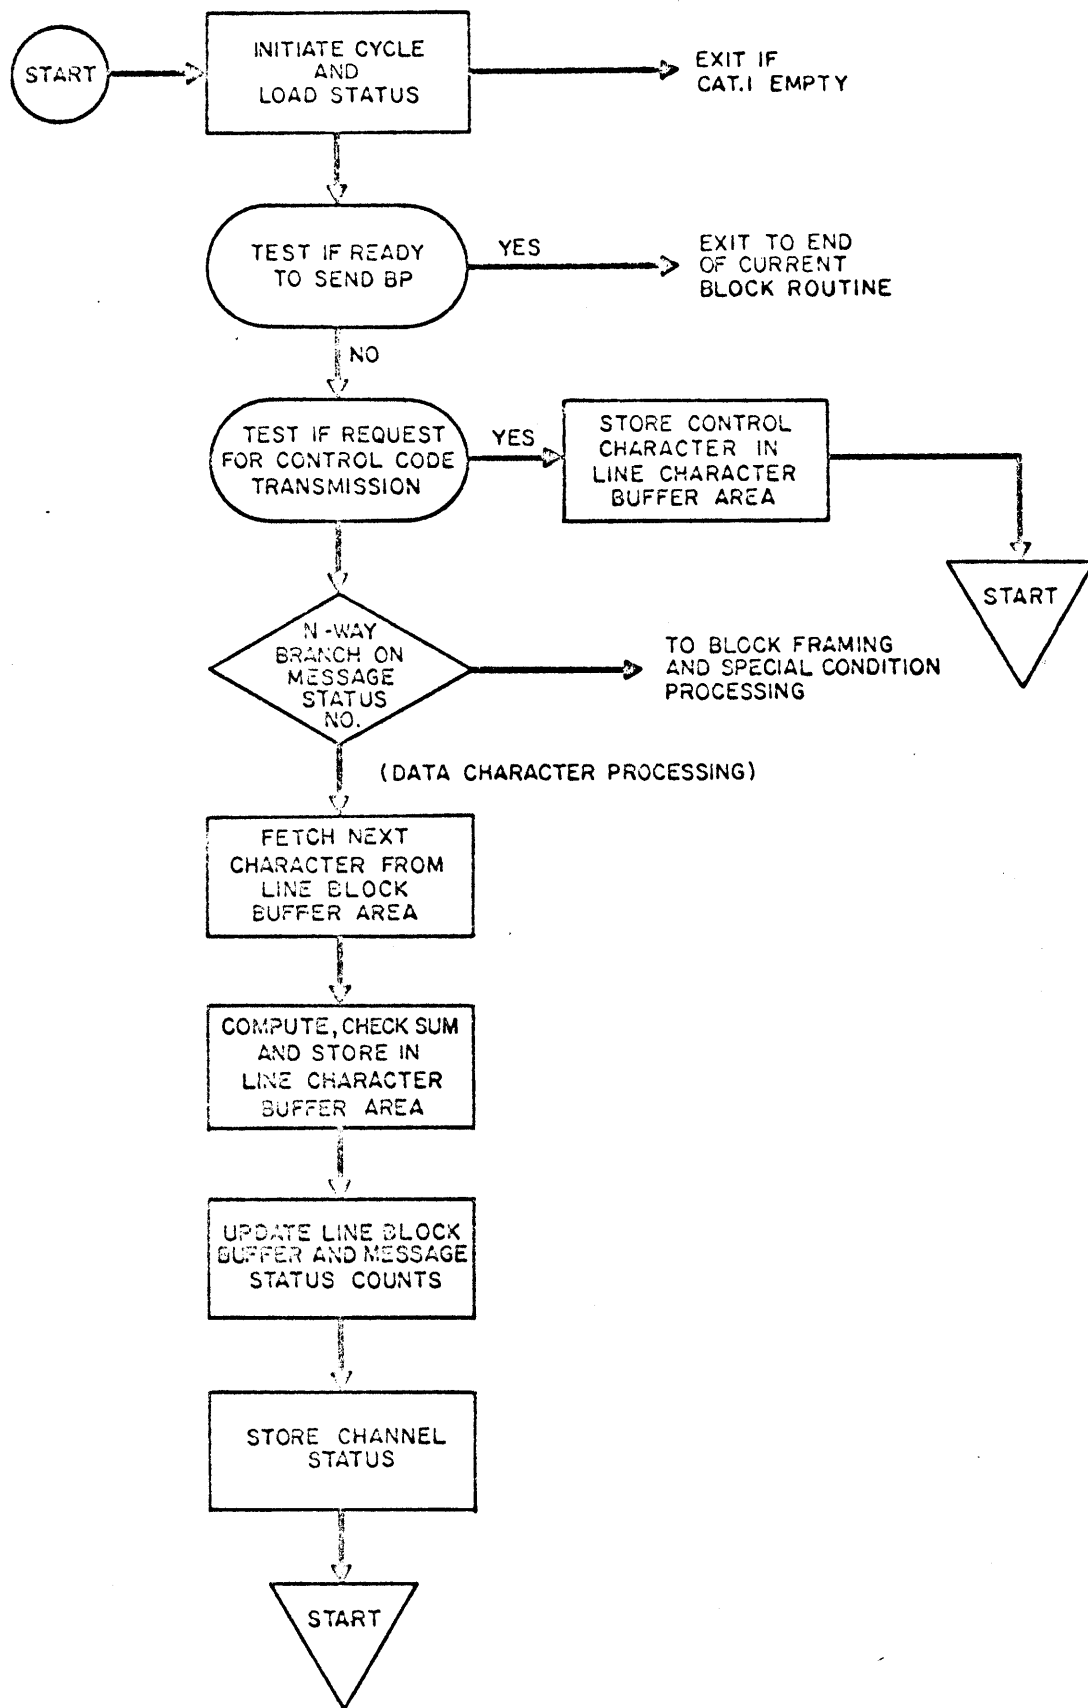 START
INITIATE CYCLE
AND
LOAD STATUS
EXIT IF
CAT.I EMPTY
TEST IF READY
TO SEND BP
YES
EXIT TO END
OF CURRENT
BLOCK ROUTINE
NO
TEST IF REQUEST
FOR CONTROL CODE
TRANSMISSION
YES
STORE CONTROL
CHARACTER IN
LINE CHARACTER
BUFFER AREA
START
N-WAY
BRANCH ON
MESSAGE
STATUS
NO.
TO BLOCK FRAMING
AND SPECIAL CONDITION
PROCESSING
(DATA CHARACTER PROCESSING)
FETCH NEXT
CHARACTER FROM
LINE BLOCK
BUFFER AREA
COMPUTE, CHECK SUM
AND STORE IN
LINE CHARACTER
BUFFER AREA
UPDATE LINE BLOCK
BUFFER AND MESSAGE
STATUS COUNTS
STORE CHANNEL
STATUS
START